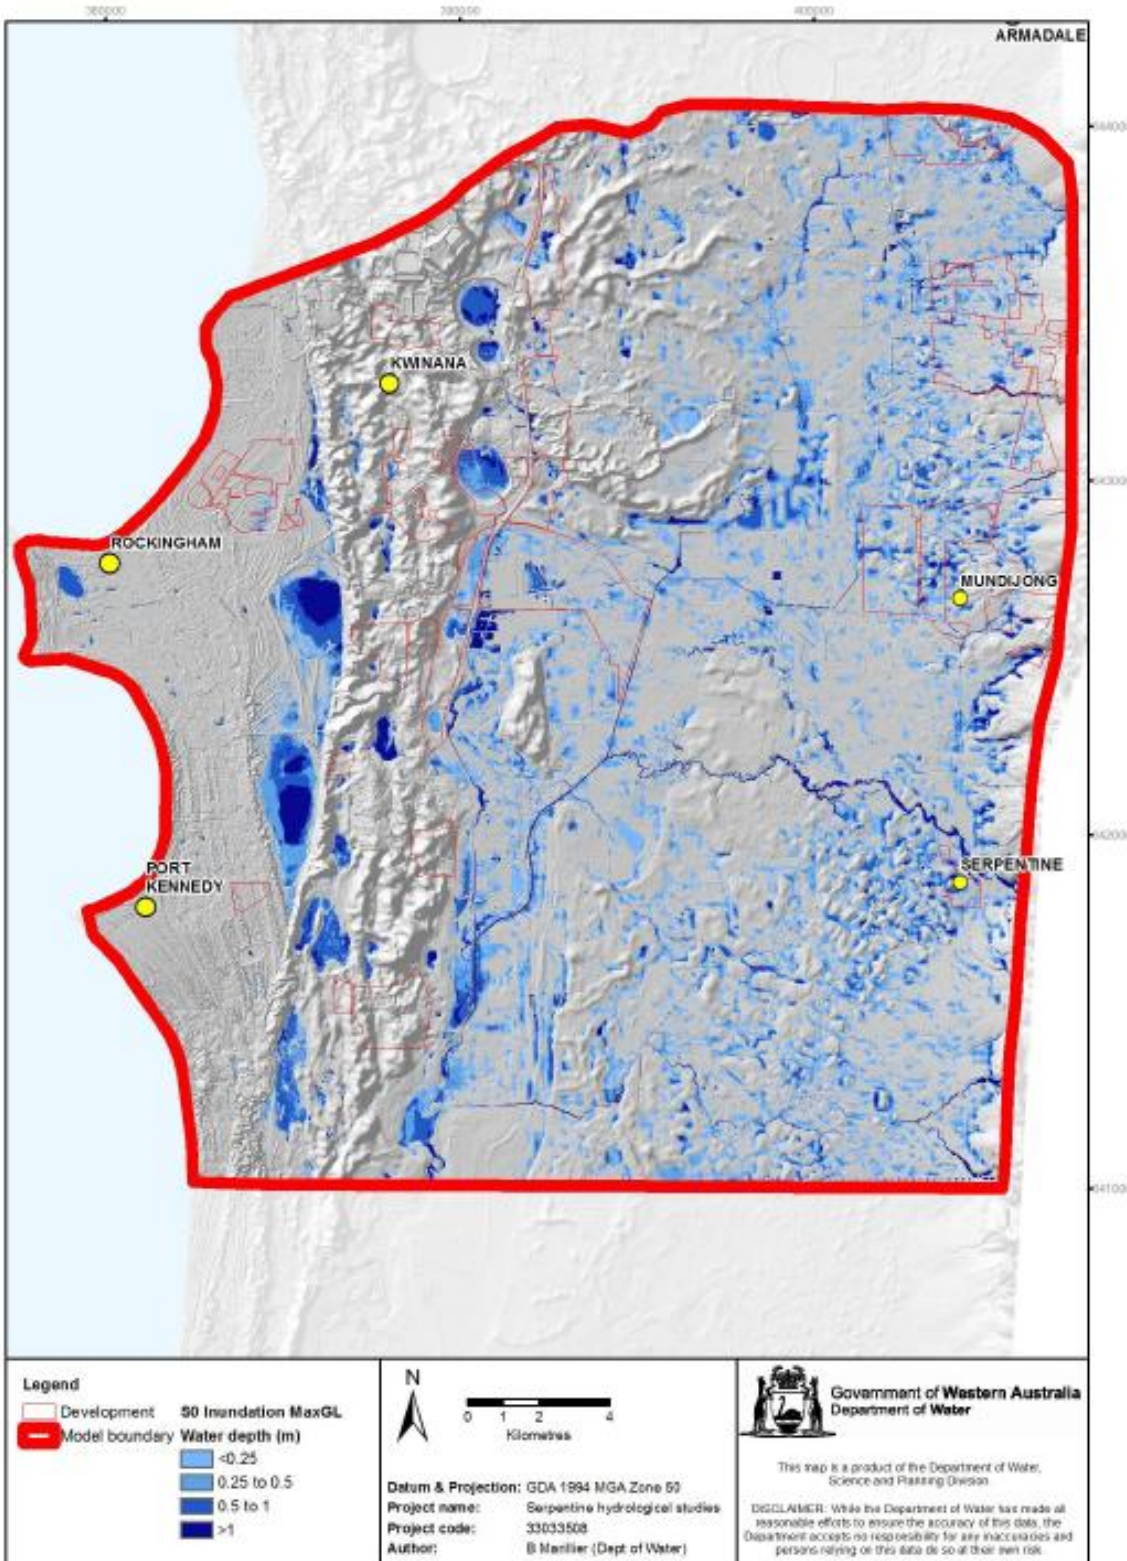 380000
390000
400000
ARMADALE
KWINANA
ROCKINGHAM
MUNDIJONG
PORT
KENNEDY
SERPENTINE
Legend
Development
Model boundary
S0 Inundation MaxGL
Water depth (m)
<0.25
0.25 to 0.5
0.5 to 1
>1
N
0 1 2 4
Kilometres
Datum & Projection: GDA 1994 MGA Zone 50
Project name: Serpentine hydrological studies
Project code: 33033508
Author: B Marillier (Dept of Water)
Government of Western Australia
Department of Water
This map is a product of the Department of Water,
Science and Planning Division
DISCLAIMER: While the Department of Water has made all
reasonable efforts to ensure the accuracy of this data, the
Department accepts no responsibility for any inaccuracies and
persons relying on this data do so at their own risk.